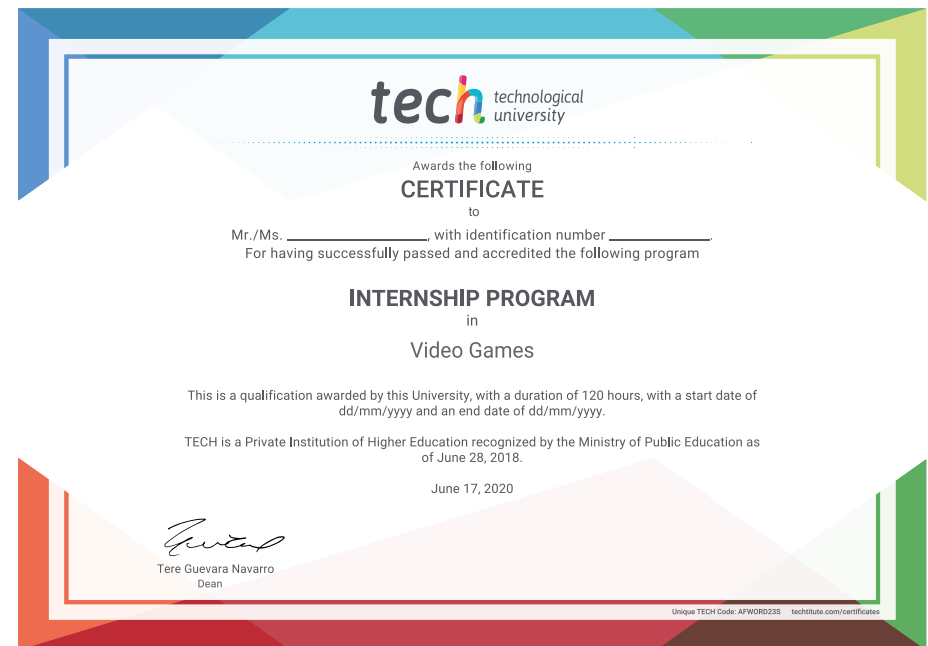 tech technological
university
Awards the following
CERTIFICATE
to
Mr./Ms. ____________, with identification number _________.
For having successfully passed and accredited the following program
INTERNSHIP PROGRAM
in
Video Games
This is a qualification awarded by this University, with a duration of 120 hours, with a start date of
dd/mm/yyyy and an end date of dd/mm/yyyy.
TECH is a Private Institution of Higher Education recognized by the Ministry of Public Education as
of June 28, 2018.
June 17, 2020
Tere Guevara Navarro
Dean
Unique TECH Code: AFWORD23S techtitute.com/certificates